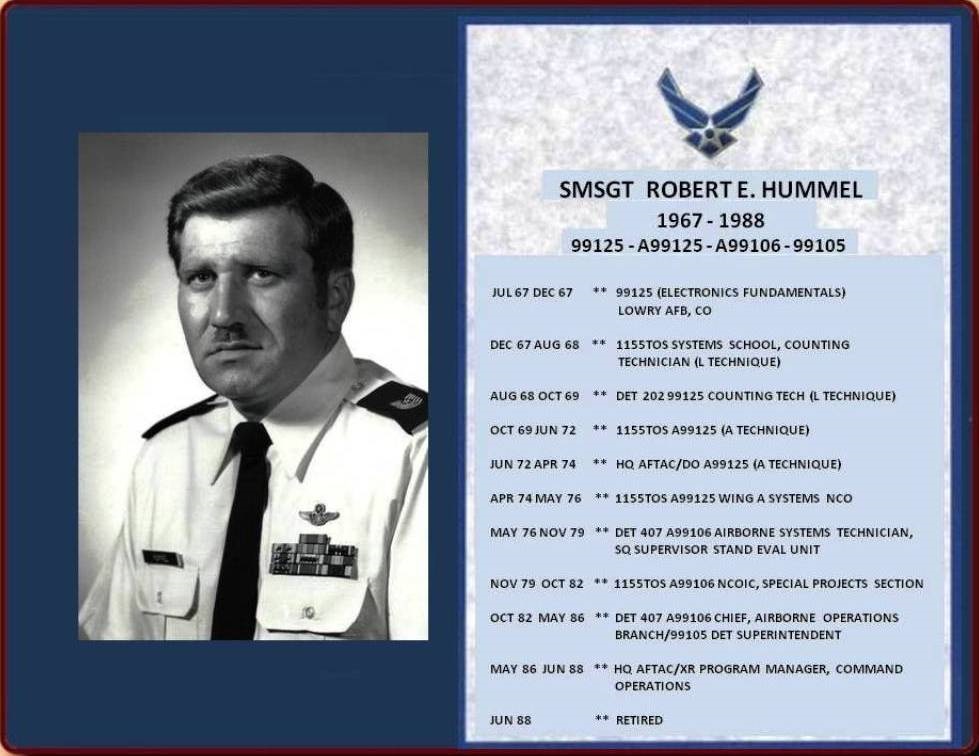 SMSGT ROBERT E. HUMMEL
1967 - 1988
99125 - A99125 - A99106 - 99105
JUL 67 DEC 67 ** 99125 (ELECTRONICS FUNDAMENTALS)
LOWRY AFB, CO
DEC 67 AUG 68 ** 1155TOS SYSTEMS SCHOOL, COUNTING
TECHNICIAN (L TECHNIQUE)
AUG 68 OCT 69 ** DET 202 99125 COUNTING TECH (L TECHNIQUE)
OCT 69 JUN 72 ** 1155TOS A99125 (A TECHNIQUE)
JUN 72 APR 74 ** HQ AFTAC/DO A99125 (A TECHNIQUE)
APR 74 MAY 76 ** 1155TOS A99125 WING A SYSTEMS NCO
MAY 76 NOV 79 ** DET 407 A99106 AIRBORNE SYSTEMS TECHNICIAN,
SQ SUPERVISOR STAND EVAL UNIT
NOV 79 OCT 82 ** 1155TOS A99106 NCOIC, SPECIAL PROJECTS SECTION
OCT 82 MAY 86 ** DET 407 A99106 CHIEF, AIRBORNE OPERATIONS
BRANCH/99105 DET SUPERINTENDENT
MAY 86 JUN 88 ** HQ AFTAC/XR PROGRAM MANAGER, COMMAND
OPERATIONS
JUN 88 ** RETIRED